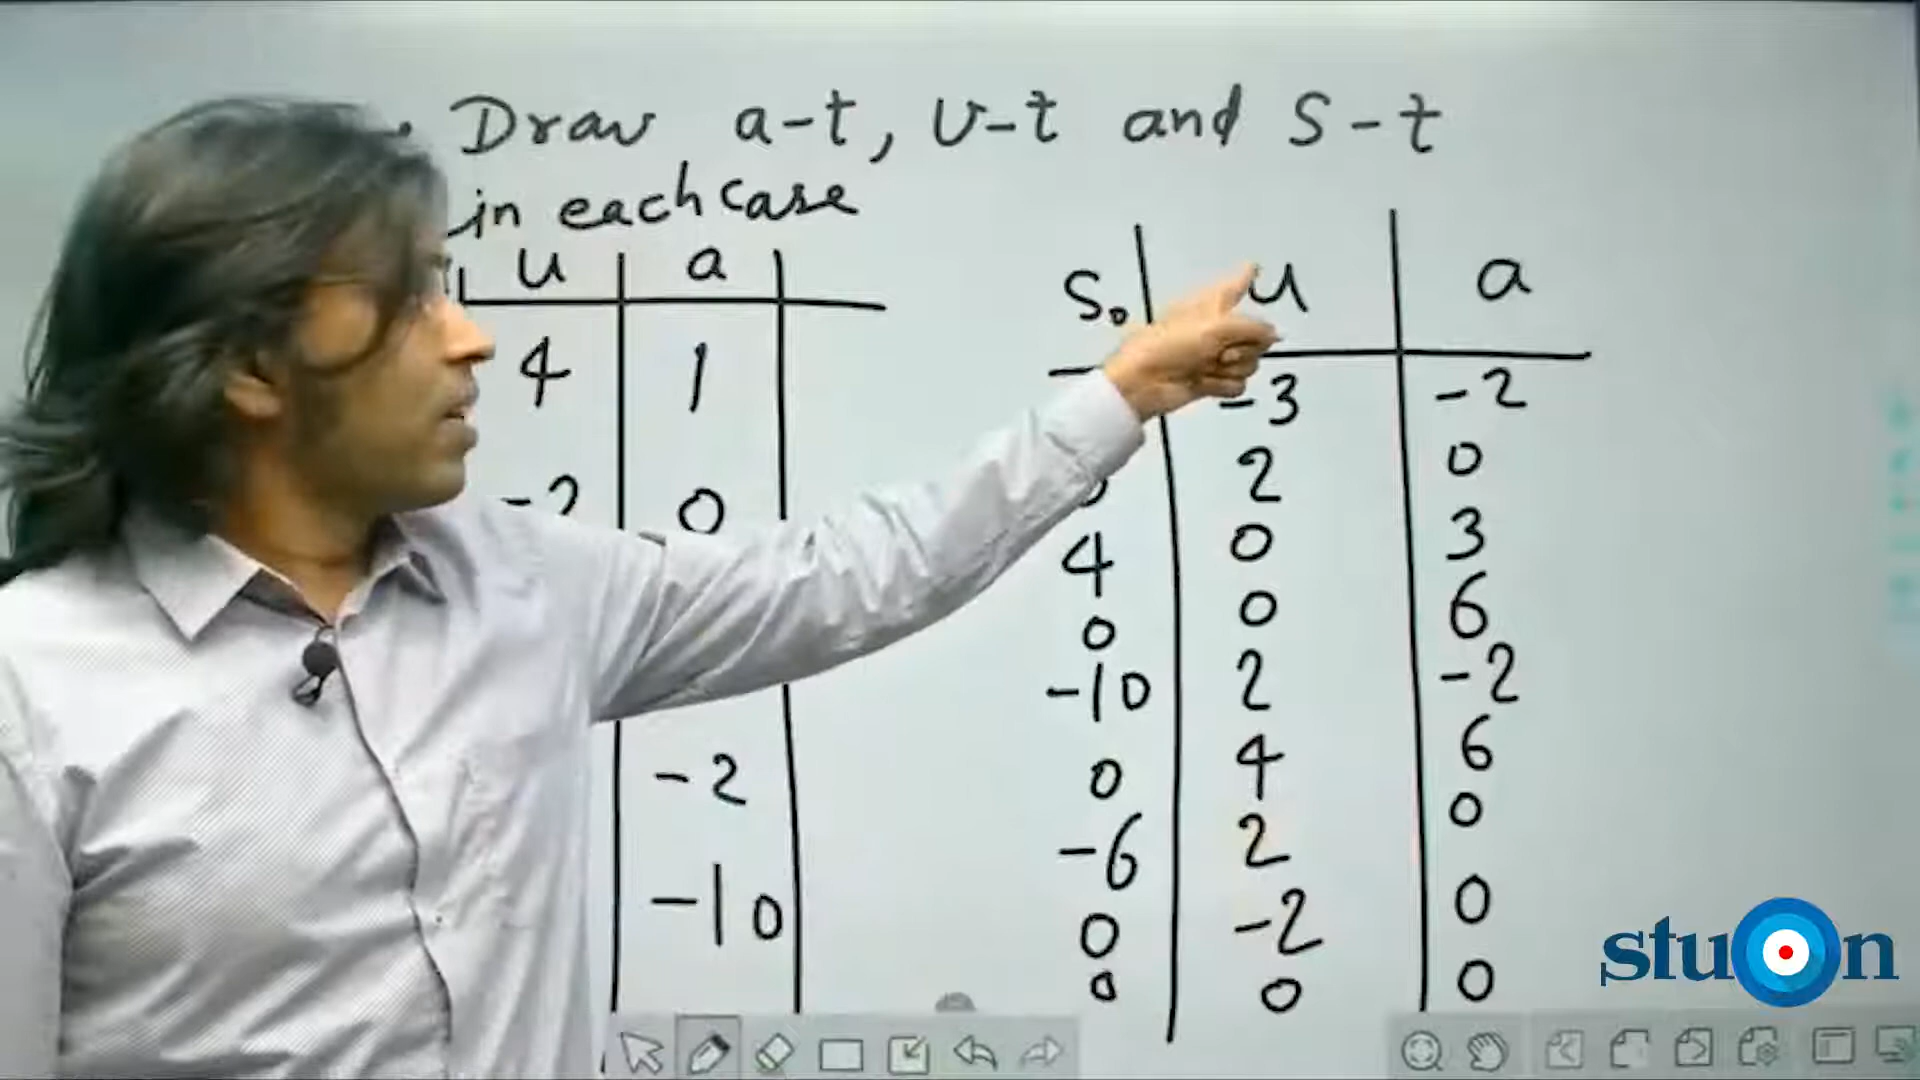 Draw a-t, v-t and s-t
in each case
u a
4 1
-2 0
-2
-10
S₀ u a
- -3 -2
2 0
4 0 3
0 0 6
-10 2 -2
0 4 6
-6 2 0
0 -2 0
0 0 0
stuOn